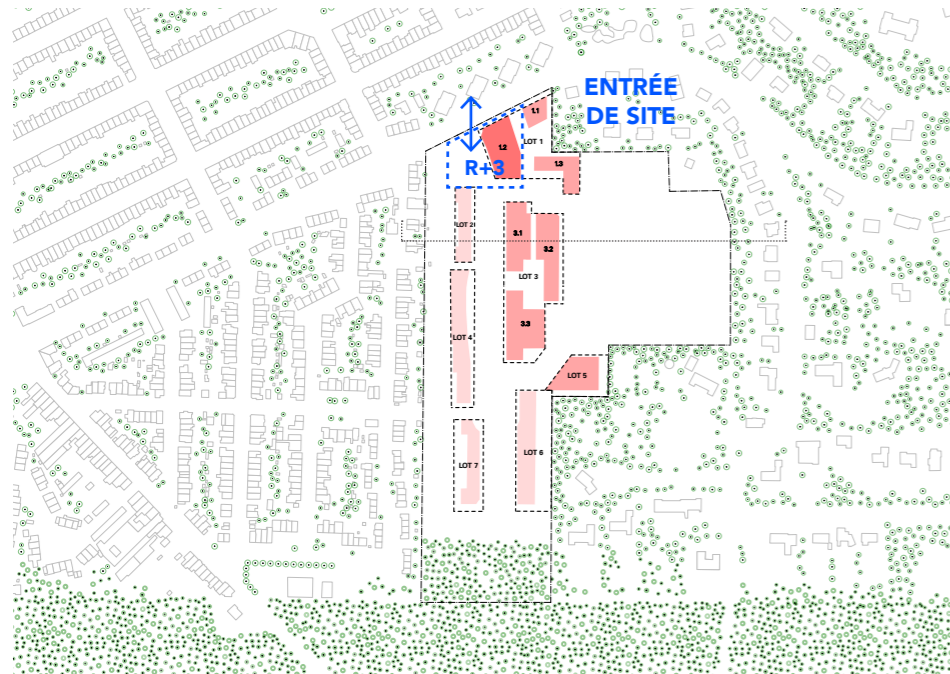 ENTRÉE
DE SITE
1.1
1.2
LOT 1
1.3
R+3
LOT 2
3.1
3.2
LOT 3
3.3
LOT 4
LOT 5
LOT 7
LOT 6